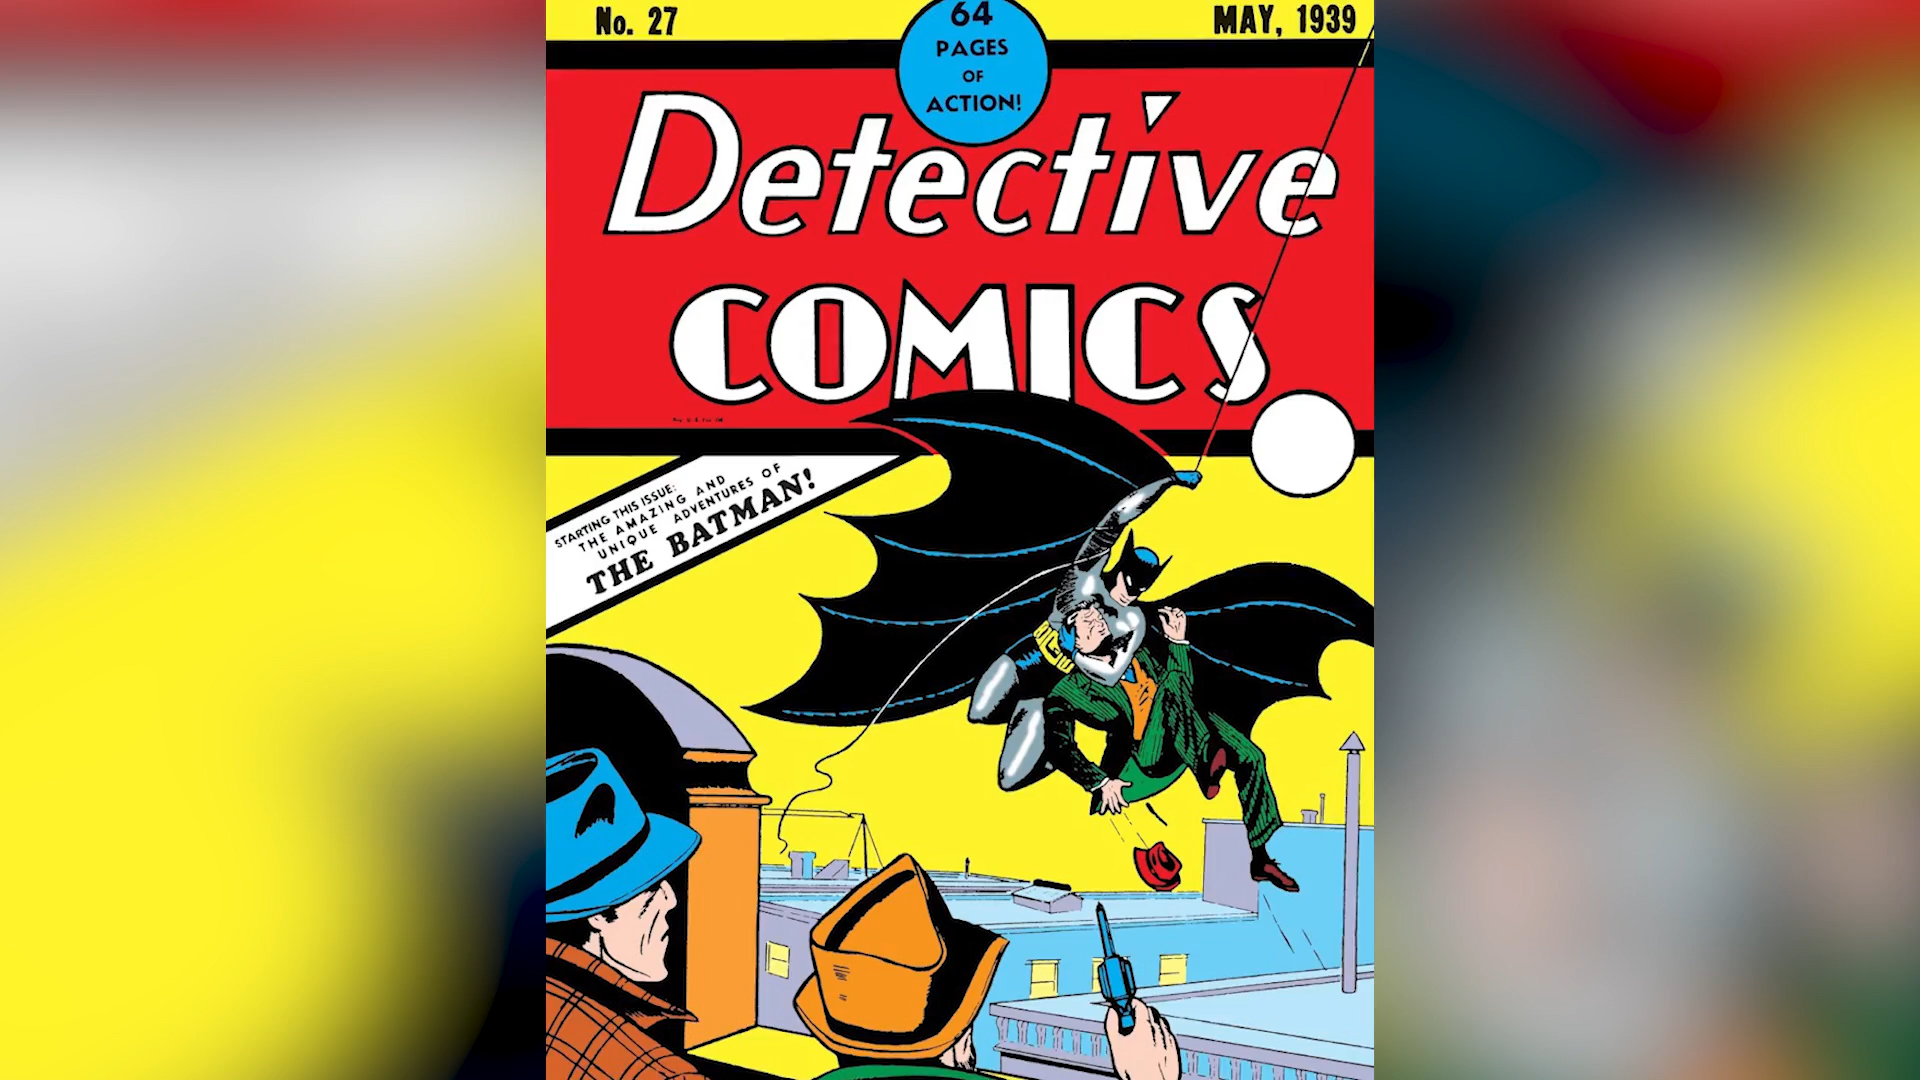 No. 27
MAY, 1939
64
PAGES
OF
ACTION!
Detective
COMICS
STARTING THIS ISSUE:
THE AMAZING AND
UNIQUE ADVENTURES OF
THE BATMAN!